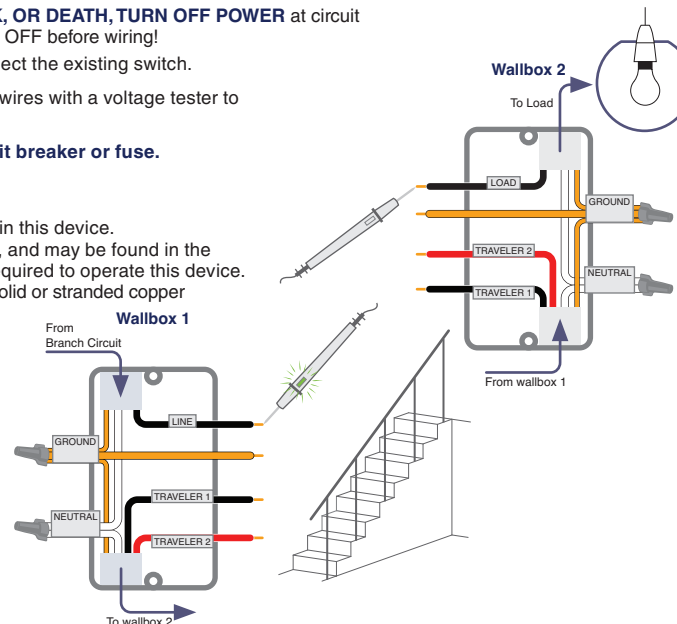 K, OR DEATH, TURN OFF POWER at circuit
OFF before wiring!
ect the existing switch.
wires with a voltage tester to
it breaker or fuse.
in this device.
, and may be found in the
equired to operate this device.
olid or stranded copper
Wallbox 2
To Load
LOAD
GROUND
TRAVELER 2
NEUTRAL
TRAVELER 1
From wallbox 1
Wallbox 1
From
Branch Circuit
LINE
GROUND
TRAVELER 1
NEUTRAL
TRAVELER 2
To wallbox 2